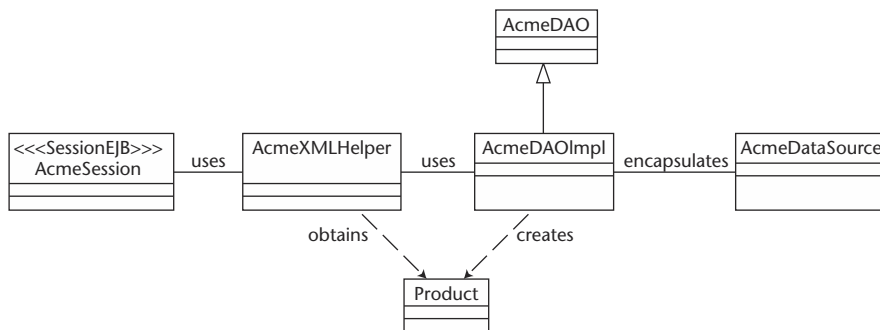 AcmeDAO
<<<SessionEJB>>>
AcmeSession
uses
AcmeXMLHelper
uses
AcmeDAOImpl
encapsulates
AcmeDataSource
obtains
creates
Product